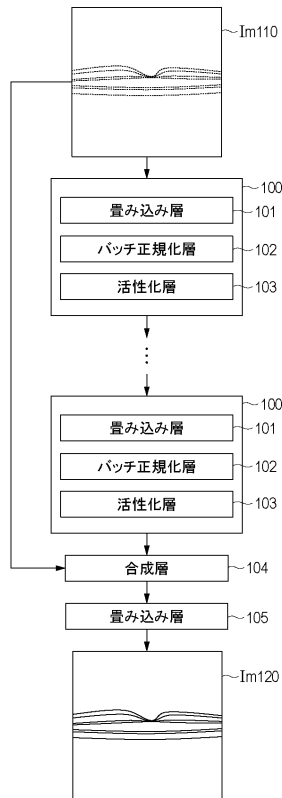 Im110
100
畳み込み層
101
バッチ正規化層
102
活性化層
103
⋮
100
畳み込み層
101
バッチ正規化層
102
活性化層
103
合成層
104
畳み込み層
105
Im120